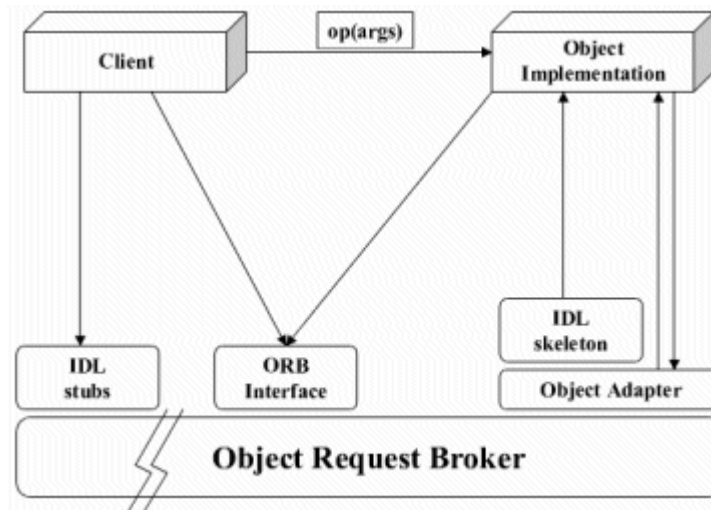 op(args)
Client
Object
Implementation
IDL
stubs
ORB
Interface
IDL
skeleton
Object Adapter
Object Request Broker